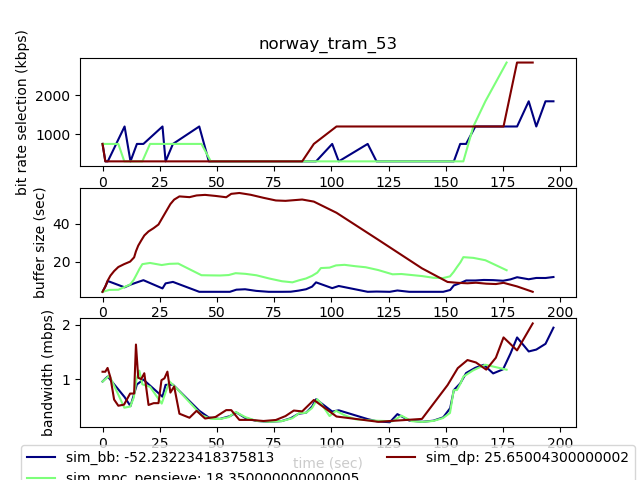 norway_tram_53
bit rate selection (kbps)
2000
1000
0 25 50 75 100 125 150 175 200
buffer size (sec)
40
20
0 25 50 75 100 125 150 175 200
bandwidth (mbps)
2
1
0 25 50 75 100 125 150 175 200
time (sec)
sim_bb: -52.23223418375813
sim_dp: 25.65004300000002
sim_mpc_pensieve: 18.350000000000005